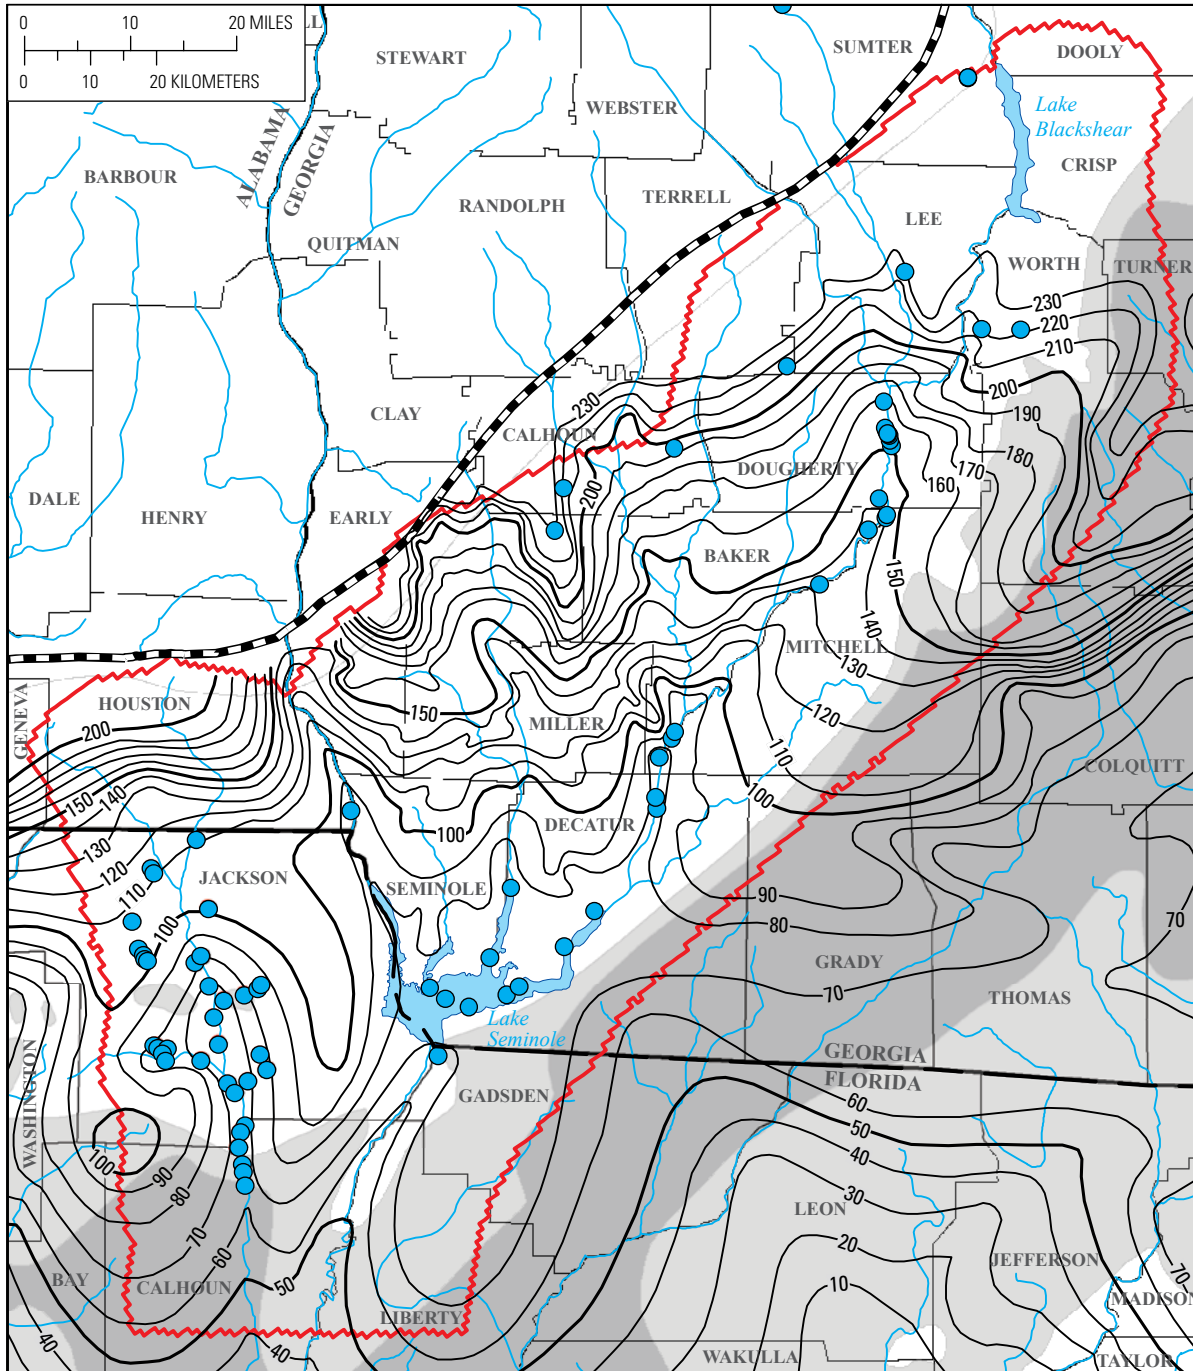 0 10 20 MILES
0 10 20 KILOMETERS
LL
STEWART
SUMTER
DOOLY
WEBSTER
Lake
Blackshear
ALABAMA
GEORGIA
BARBOUR
CRISP
RANDOLPH
TERRELL
LEE
QUITMAN
WORTH
TURNER
230
220
210
200
190
180
170
160
CLAY
230
CALHOUN
200
DOUGHERTY
DALE
HENRY
EARLY
BAKER
150
140
MITCHELL
130
120
110
100
GENEVA
HOUSTON
200
150
MILLER
COLQUITT
150
140
130
120
110
100
100
DECATUR
JACKSON
SEMINOLE
90
80
70
GRADY
70
THOMAS
Lake
Seminole
GEORGIA
FLORIDA
WASHINGTON
GADSDEN
60
50
40
30
20
10
LEON
100
90
80
70
60
50
JEFFERSON
70
BAY
CALHOUN
LIBERTY
MADISON
40
40
WAKULLA
TAYLOR